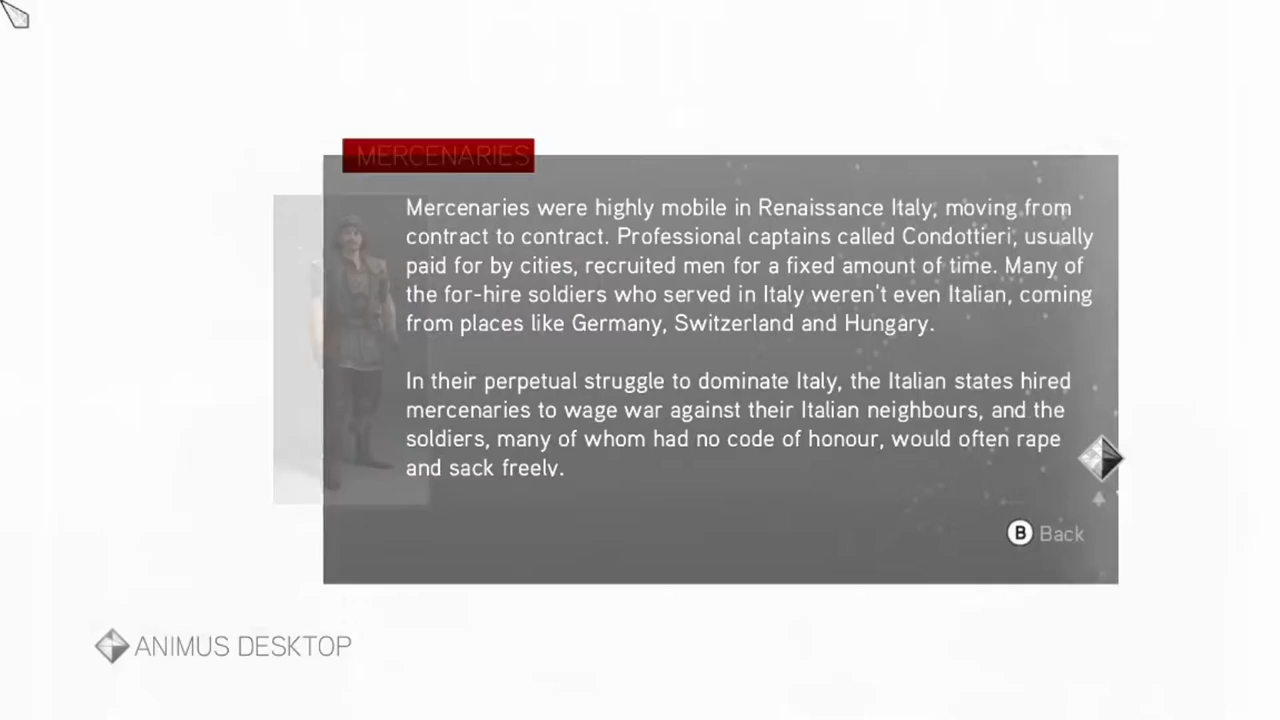 MERCENARIES
Mercenaries were highly mobile in Renaissance Italy, moving from
contract to contract. Professional captains called Condottieri, usually
paid for by cities, recruited men for a fixed amount of time. Many of
the for-hire soldiers who served in Italy weren't even Italian, coming
from places like Germany, Switzerland and Hungary.
In their perpetual struggle to dominate Italy, the Italian states hired
mercenaries to wage war against their Italian neighbours, and the
soldiers, many of whom had no code of honour, would often rape
and sack freely.
B Back
ANIMUS DESKTOP